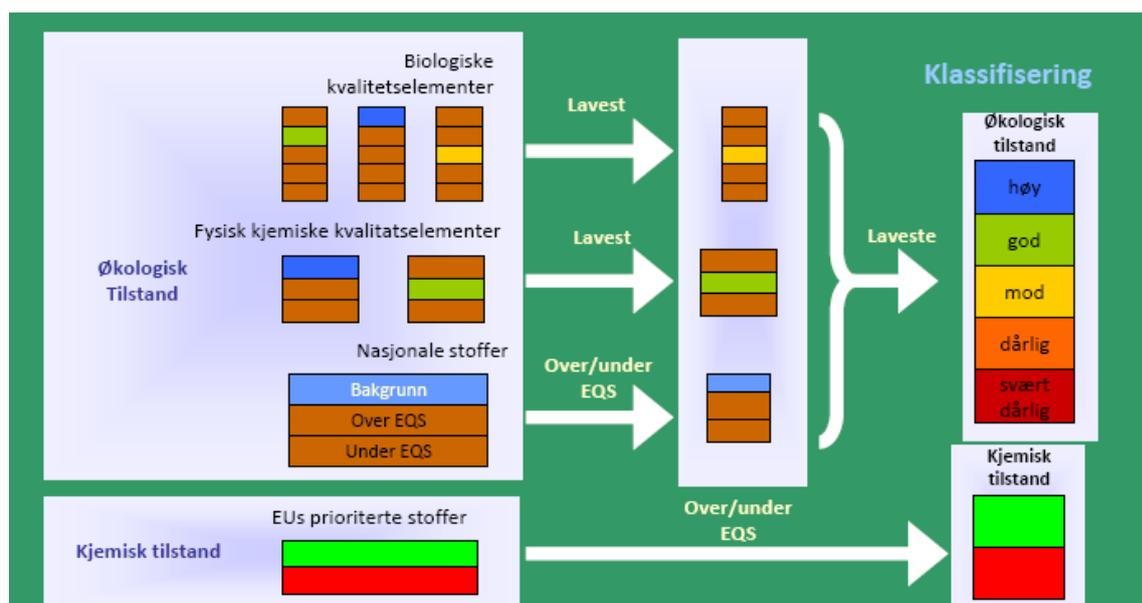 Biologiske
kvalitetselementer
Fysisk kjemiske kvalitatselementer
Økologisk
Tilstand
Nasjonale stoffer
Bakgrunn
Over EQS
Under EQS
EUs prioriterte stoffer
Kjemisk tilstand
Lavest
Lavest
Over/under
EQS
Over/under
EQS
Laveste
Klassifisering
Økologisk
tilstand
høy
god
mod
dårlig
svært
dårlig
Kjemisk
tilstand